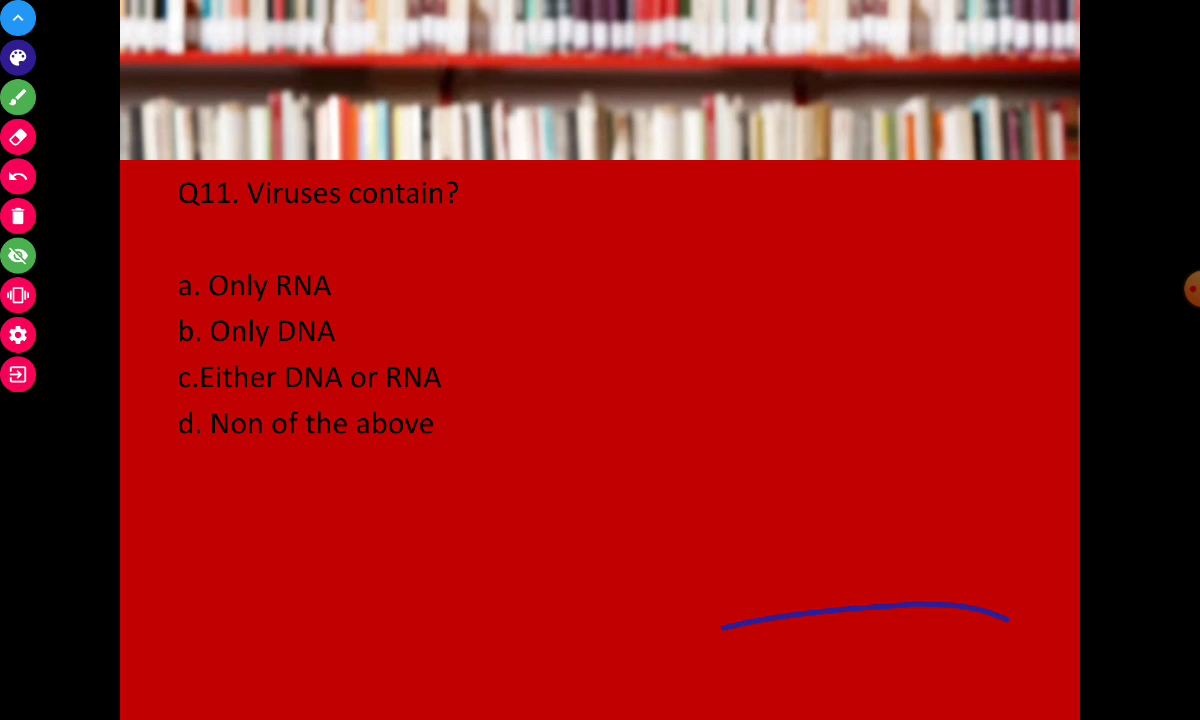 Q11. Viruses contain?
a. Only RNA
b. Only DNA
c.Either DNA or RNA
d. Non of the above